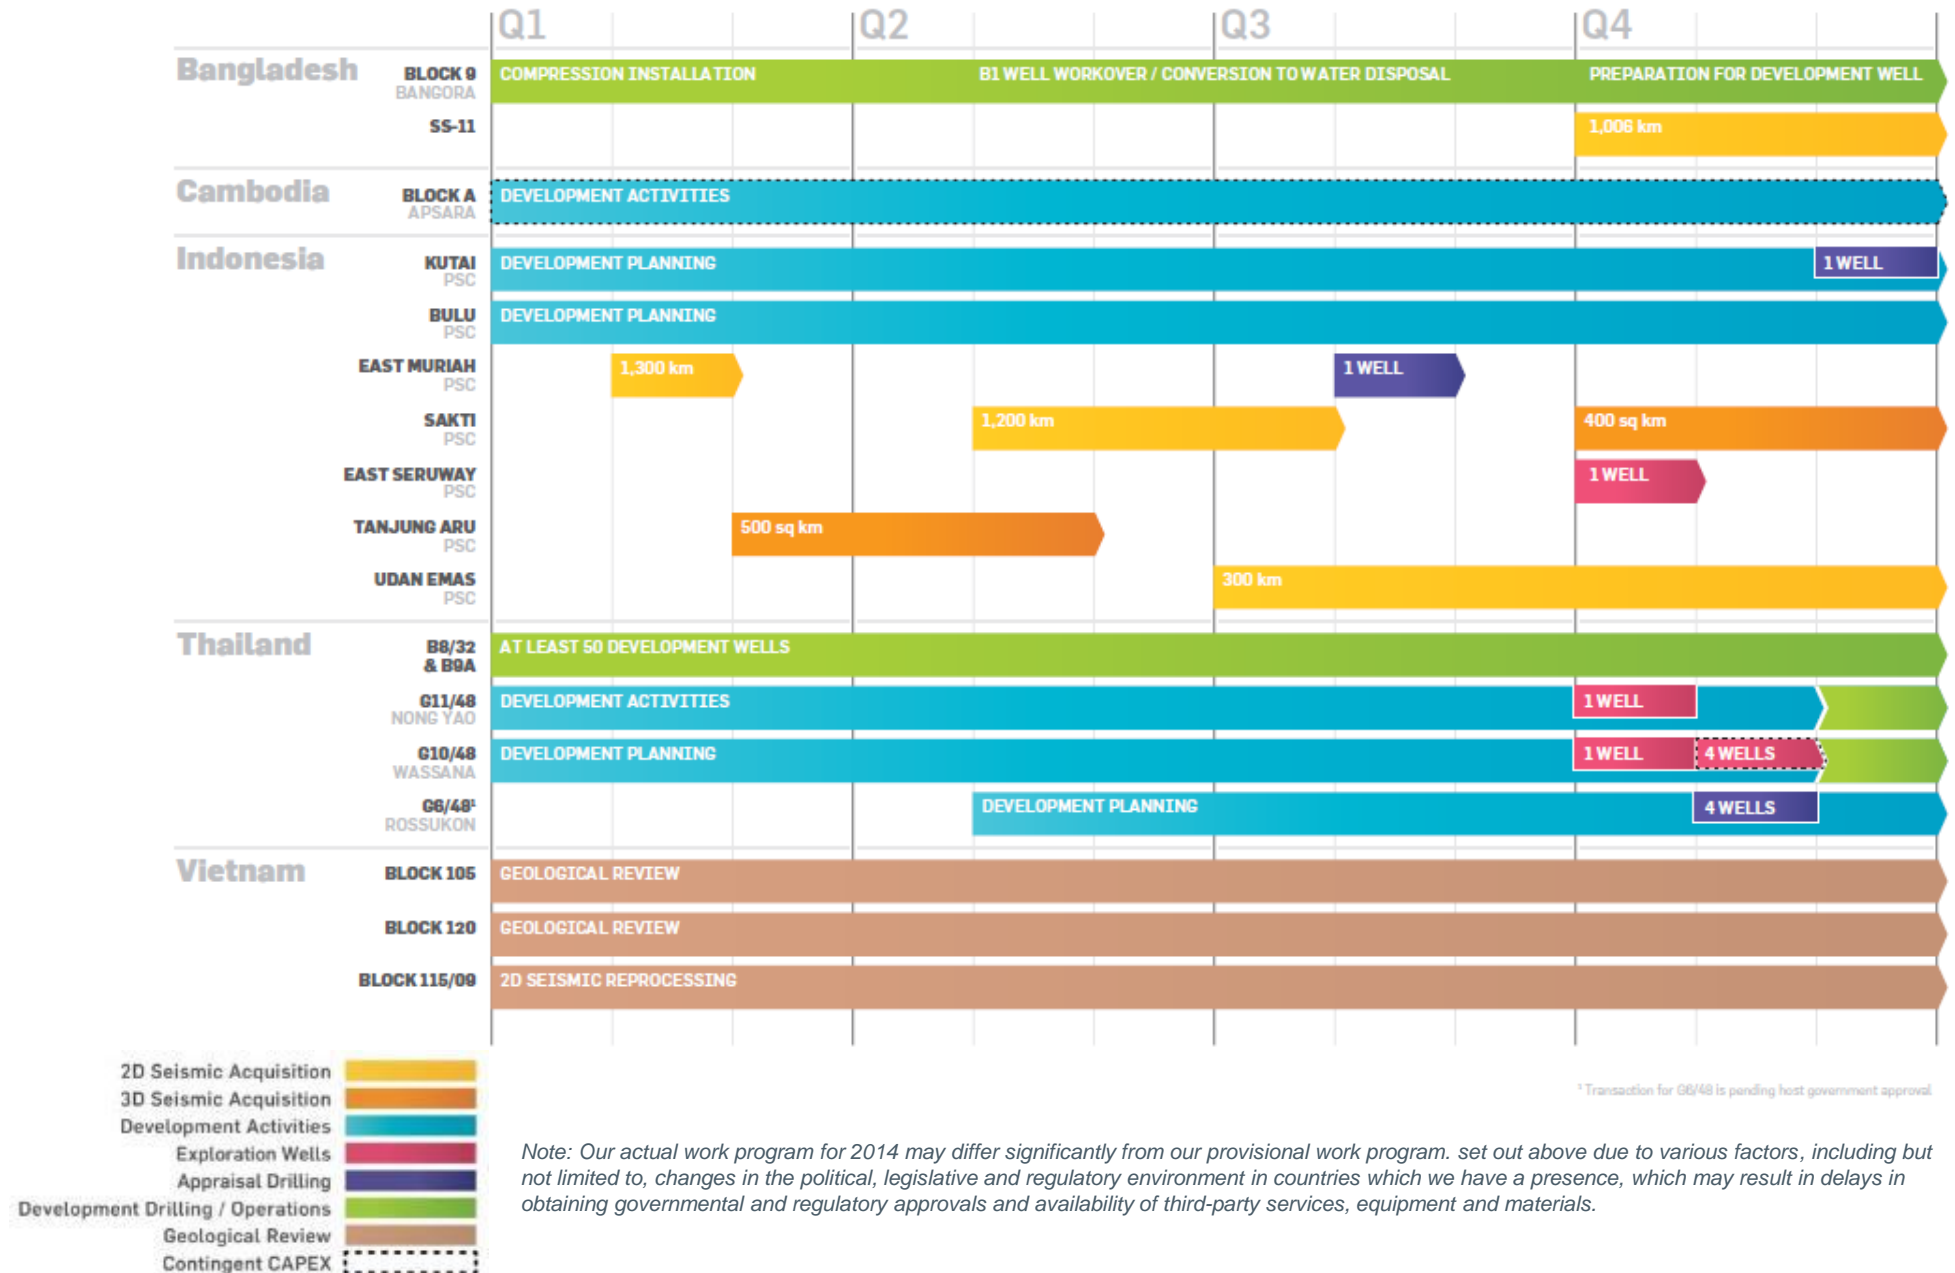 Q1 Q2 Q3 Q4
Bangladesh
BLOCK 9
BANGORA
COMPRESSION INSTALLATION
B1 WELL WORKOVER / CONVERSION TO WATER DISPOSAL
PREPARATION FOR DEVELOPMENT WELL
SS-11
1,006 km
Cambodia
BLOCK A
APSARA
DEVELOPMENT ACTIVITIES
Indonesia
KUTAI
PSC
DEVELOPMENT PLANNING
1 WELL
BULU
PSC
DEVELOPMENT PLANNING
EAST MURIAH
PSC
1,300 km
1 WELL
SAKTI
PSC
1,200 km
400 sq km
EAST SERUWAY
PSC
1 WELL
TANJUNG ARU
PSC
500 sq km
UDAN EMAS
PSC
300 km
Thailand
B8/32
& B9A
AT LEAST 50 DEVELOPMENT WELLS
G11/48
NONG YAO
DEVELOPMENT ACTIVITIES
1 WELL
G10/48
WASSANA
DEVELOPMENT PLANNING
1 WELL
4 WELLS
G6/48¹
ROSSUKON
DEVELOPMENT PLANNING
4 WELLS
Vietnam
BLOCK 105
GEOLOGICAL REVIEW
BLOCK 120
GEOLOGICAL REVIEW
BLOCK 115/09
2D SEISMIC REPROCESSING
2D Seismic Acquisition
3D Seismic Acquisition
Development Activities
Exploration Wells
Appraisal Drilling
Development Drilling / Operations
Geological Review
Contingent CAPEX
¹ Transaction for G6/48 is pending host government approval
Note: Our actual work program for 2014 may differ significantly from our provisional work program. set out above due to various factors, including but
not limited to, changes in the political, legislative and regulatory environment in countries which we have a presence, which may result in delays in
obtaining governmental and regulatory approvals and availability of third-party services, equipment and materials.